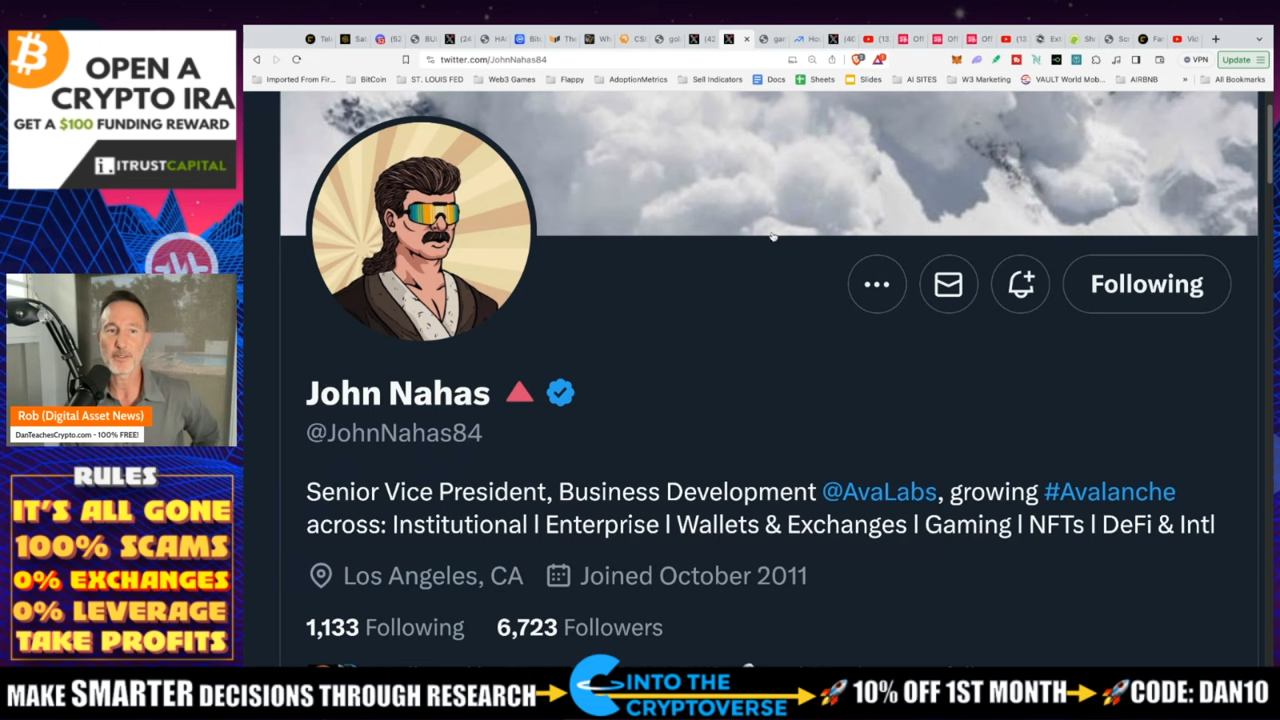 OPEN A
CRYPTO IRA
GET A $100 FUNDING REWARD
ITRUSTCAPITAL
twitter.com/JohnNahas84
VPN
Update
Imported From Fir...
BitCoin
ST. LOUIS FED
Web3 Games
Flappy
AdoptionMetrics
Sell Indicators
Docs
Sheets
Slides
AI SITES
W3 Marketing
VAULT World Mob...
AIRBNB
»
All Bookmarks
Following
John Nahas
@JohnNahas84
Senior Vice President, Business Development @AvaLabs, growing #Avalanche
across: Institutional l Enterprise l Wallets & Exchanges l Gaming l NFTs l DeFi & Intl
Los Angeles, CA
Joined October 2011
1,133 Following
6,723 Followers
Rob (Digital Asset News)
DanTeachesCrypto.com - 100% FREE!
RULES
IT'S ALL GONE
100% SCAMS
0% EXCHANGES
0% LEVERAGE
TAKE PROFITS
MAKE SMARTER DECISIONS THROUGH RESEARCH
INTO THE
CRYPTOVERSE
10% OFF 1ST MONTH
CODE: DAN10